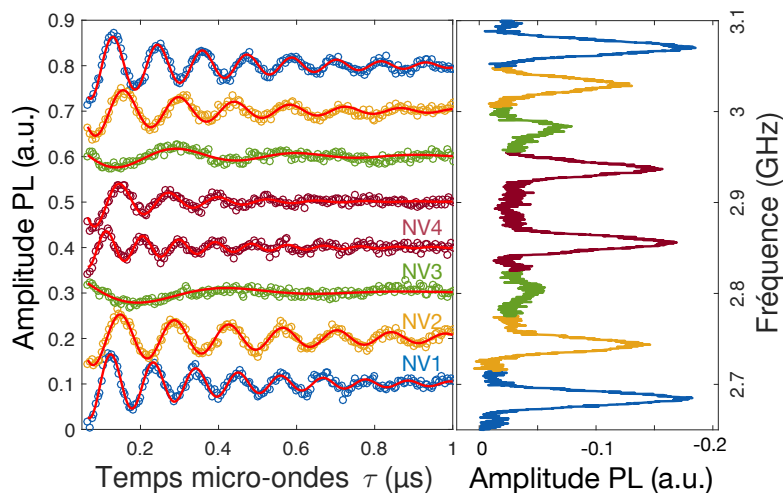 Amplitude PL (a.u.)
0.9
0.8
0.7
0.6
0.5
0.4
0.3
0.2
0.1
0
NV4
NV3
NV2
NV1
0.2
0.4
0.6
0.8
1
Temps micro-ondes τ (μs)
3.1
3
2.9
2.8
2.7
Fréquence (GHz)
0
-0.1
-0.2
Amplitude PL (a.u.)